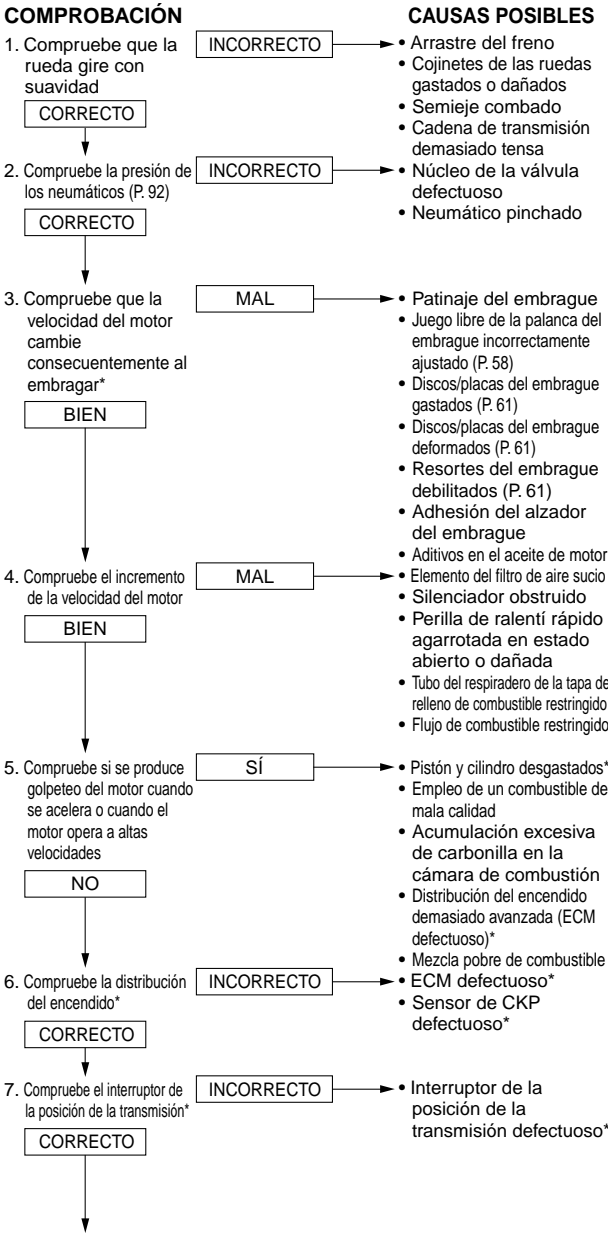 COMPROBACIÓN
CAUSAS POSIBLES
1. Compruebe que la
rueda gire con
suavidad
INCORRECTO
• Arrastre del freno
• Cojinetes de las ruedas
gastados o dañados
• Semieje combado
• Cadena de transmisión
demasiado tensa
CORRECTO
2. Compruebe la presión de
los neumáticos (P. 92)
INCORRECTO
• Núcleo de la válvula
defectuoso
• Neumático pinchado
CORRECTO
3. Compruebe que la
velocidad del motor
cambie
consecuentemente al
embragar*
MAL
• Patinaje del embrague
• Juego libre de la palanca del
embrague incorrectamente
ajustado (P. 58)
• Discos/placas del embrague
gastados (P. 61)
• Discos/placas del embrague
deformados (P. 61)
• Resortes del embrague
debilitados (P. 61)
• Adhesión del alzador
del embrague
• Aditivos en el aceite de motor
BIEN
4. Compruebe el incremento
de la velocidad del motor
MAL
• Elemento del filtro de aire sucio
• Silenciador obstruido
• Perilla de ralentí rápido
agarrotada en estado
abierto o dañada
• Tubo del respiradero de la tapa de
relleno de combustible restringido
• Flujo de combustible restringido
BIEN
5. Compruebe si se produce
golpeteo del motor cuando
se acelera o cuando el
motor opera a altas
velocidades
SÍ
• Pistón y cilindro desgastados*
• Empleo de un combustible de
mala calidad
• Acumulación excesiva
de carbonilla en la
cámara de combustión
• Distribución del encendido
demasiado avanzada (ECM
defectuoso)*
• Mezcla pobre de combustible
NO
6. Compruebe la distribución
del encendido*
INCORRECTO
• ECM defectuoso*
• Sensor de CKP
defectuoso*
CORRECTO
7. Compruebe el interruptor de
la posición de la transmisión*
INCORRECTO
• Interruptor de la
posición de la
transmisión defectuoso*
CORRECTO